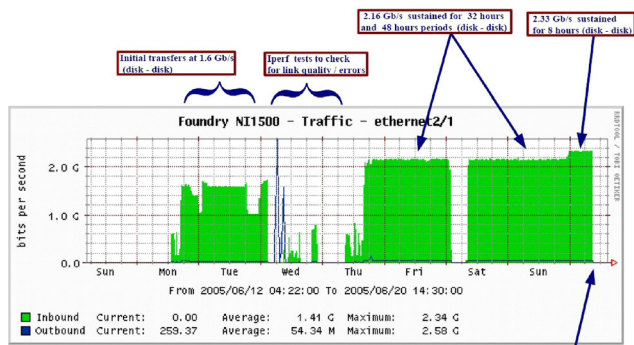 2.16 Gb/s sustained for 32 hours
and 48 hours periods (disk - disk)
2.33 Gb/s sustained
for 8 hours (disk - disk)
Initial transfers at 1.6 Gb/s
(disk - disk)
Iperf tests to check
for link quality / errors
Foundry NI1500 - Traffic - ethernet2/1
RRDTOOL / TOBI OETIKER
bits per second
2.0 G
1.0 G
0.0
Sun Mon Tue Wed Thu Fri Sat Sun
From 2005/06/12 04:22:00 To 2005/06/20 14:30:00
Inbound Current: 0.00 Average: 1.41 G Maximum: 2.34 G
Outbound Current: 259.37 Average: 54.34 M Maximum: 2.58 G